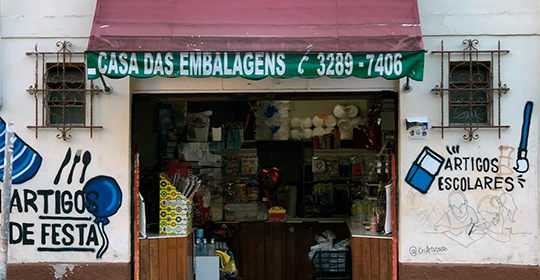 CASA DAS EMBALAGENS 3289-7406
ARTIGOS
DE FESTA
ARTIGOS
ESCOLARES